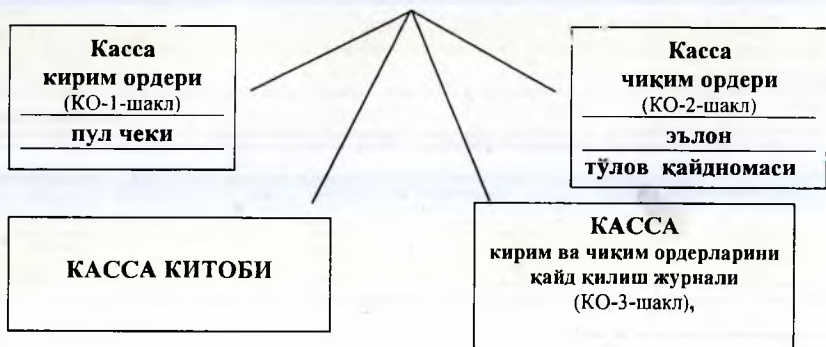 Касса
кирим ордери
(КО-1-шакл)
пул чеки
Касса
чиқим ордери
(КО-2-шакл)
эълон
тўлов қайдномаси
КАССА КИТОБИ
КАССА
кирим ва чиқим ордерларини
қайд қилиш журнали
(КО-3-шакл),